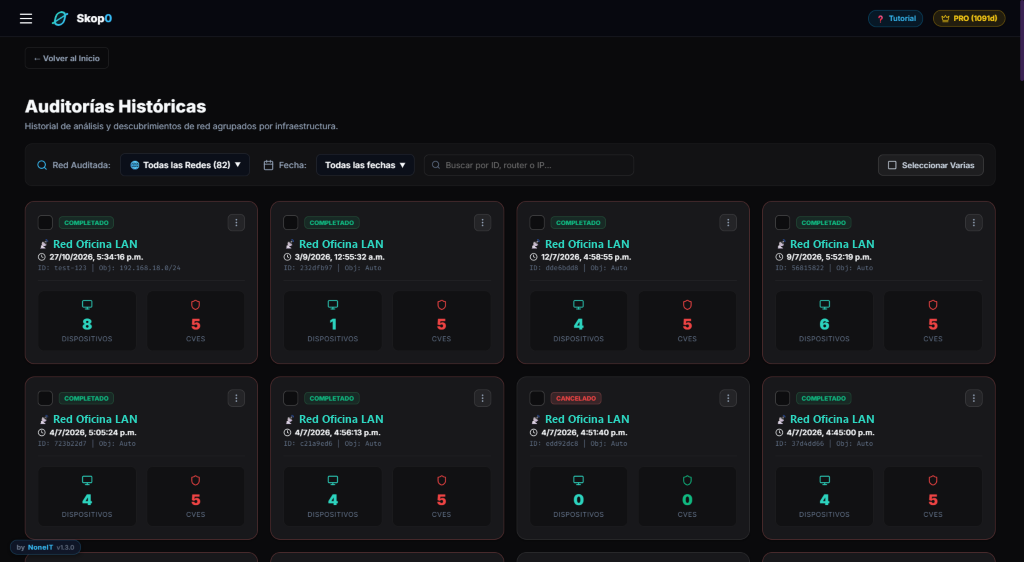 Skop0
? Tutorial
PRO (1091d)
← Volver al Inicio
Auditorías Históricas
Historial de análisis y descubrimientos de red agrupados por infraestructura.
Red Auditada:
Todas las Redes (82) ▼
Fecha:
Todas las fechas ▼
Buscar por ID, router o IP...
Seleccionar Varias
COMPLETADO
Red Oficina LAN
27/10/2026, 5:34:16 p.m.
ID: test-123 | Obj: 192.168.10.0/24
8
DISPOSITIVOS
5
CVES
COMPLETADO
Red Oficina LAN
3/9/2026, 12:55:32 a.m.
ID: 232dfb97 | Obj: Auto
1
DISPOSITIVOS
5
CVES
COMPLETADO
Red Oficina LAN
12/7/2026, 4:58:55 p.m.
ID: dde6bdd8 | Obj: Auto
4
DISPOSITIVOS
5
CVES
COMPLETADO
Red Oficina LAN
9/7/2026, 5:52:19 p.m.
ID: 56815822 | Obj: Auto
6
DISPOSITIVOS
5
CVES
COMPLETADO
Red Oficina LAN
4/7/2026, 5:05:24 p.m.
ID: 723b22d7 | Obj: Auto
4
DISPOSITIVOS
5
CVES
COMPLETADO
Red Oficina LAN
4/7/2026, 4:56:13 p.m.
ID: c21a9ed6 | Obj: Auto
4
DISPOSITIVOS
5
CVES
CANCELADO
Red Oficina LAN
4/7/2026, 4:51:40 p.m.
ID: edd92dc8 | Obj: Auto
0
DISPOSITIVOS
0
CVES
COMPLETADO
Red Oficina LAN
4/7/2026, 4:45:00 p.m.
ID: 37d4dd66 | Obj: Auto
4
DISPOSITIVOS
5
CVES
by NoneIT v1.3.0